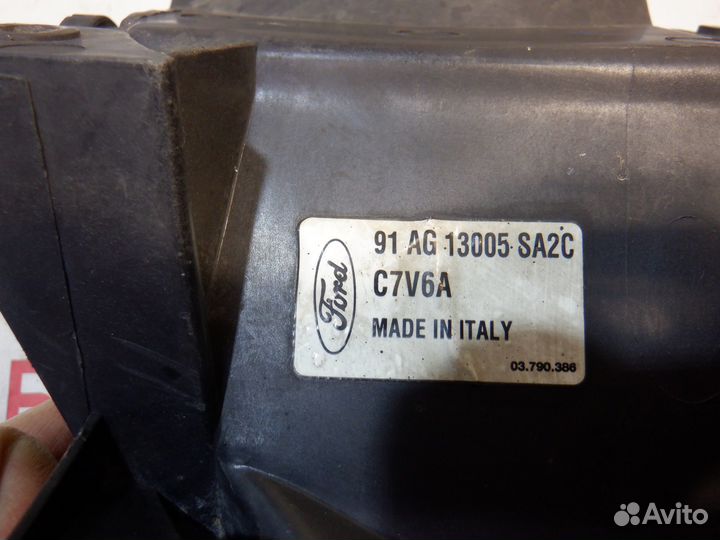 91 AG 13005 SA2C
C7V6A
Ford
MADE IN ITALY
03.790.386
Avito